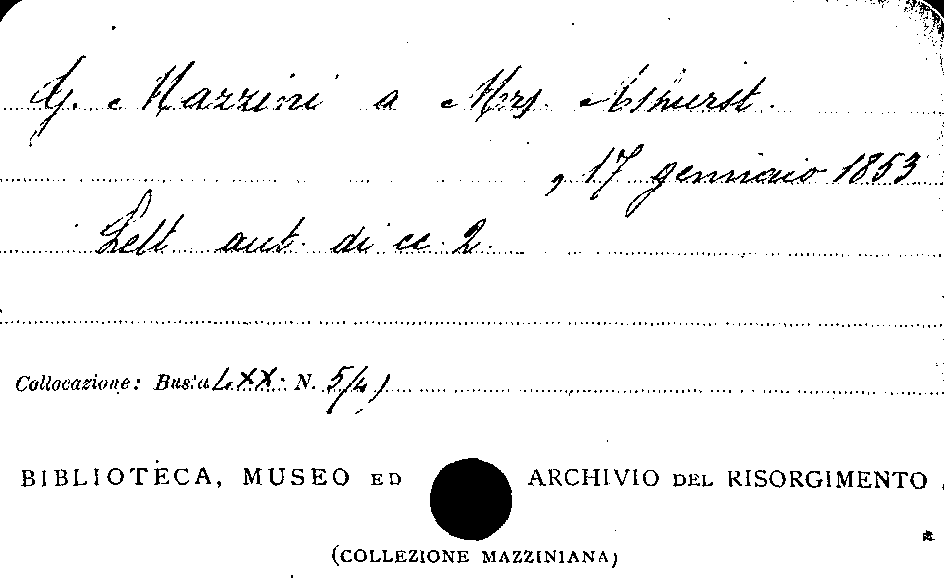 G. Mazzini a Mrs. Ashurst.
, 17 gennaio 1853
Lett. aut. di cc. 2.
Collocazione: Busta LXX. N. 5/4)
BIBLIOTECA, MUSEO ED ARCHIVIO DEL RISORGIMENTO
(COLLEZIONE MAZZINIANA)